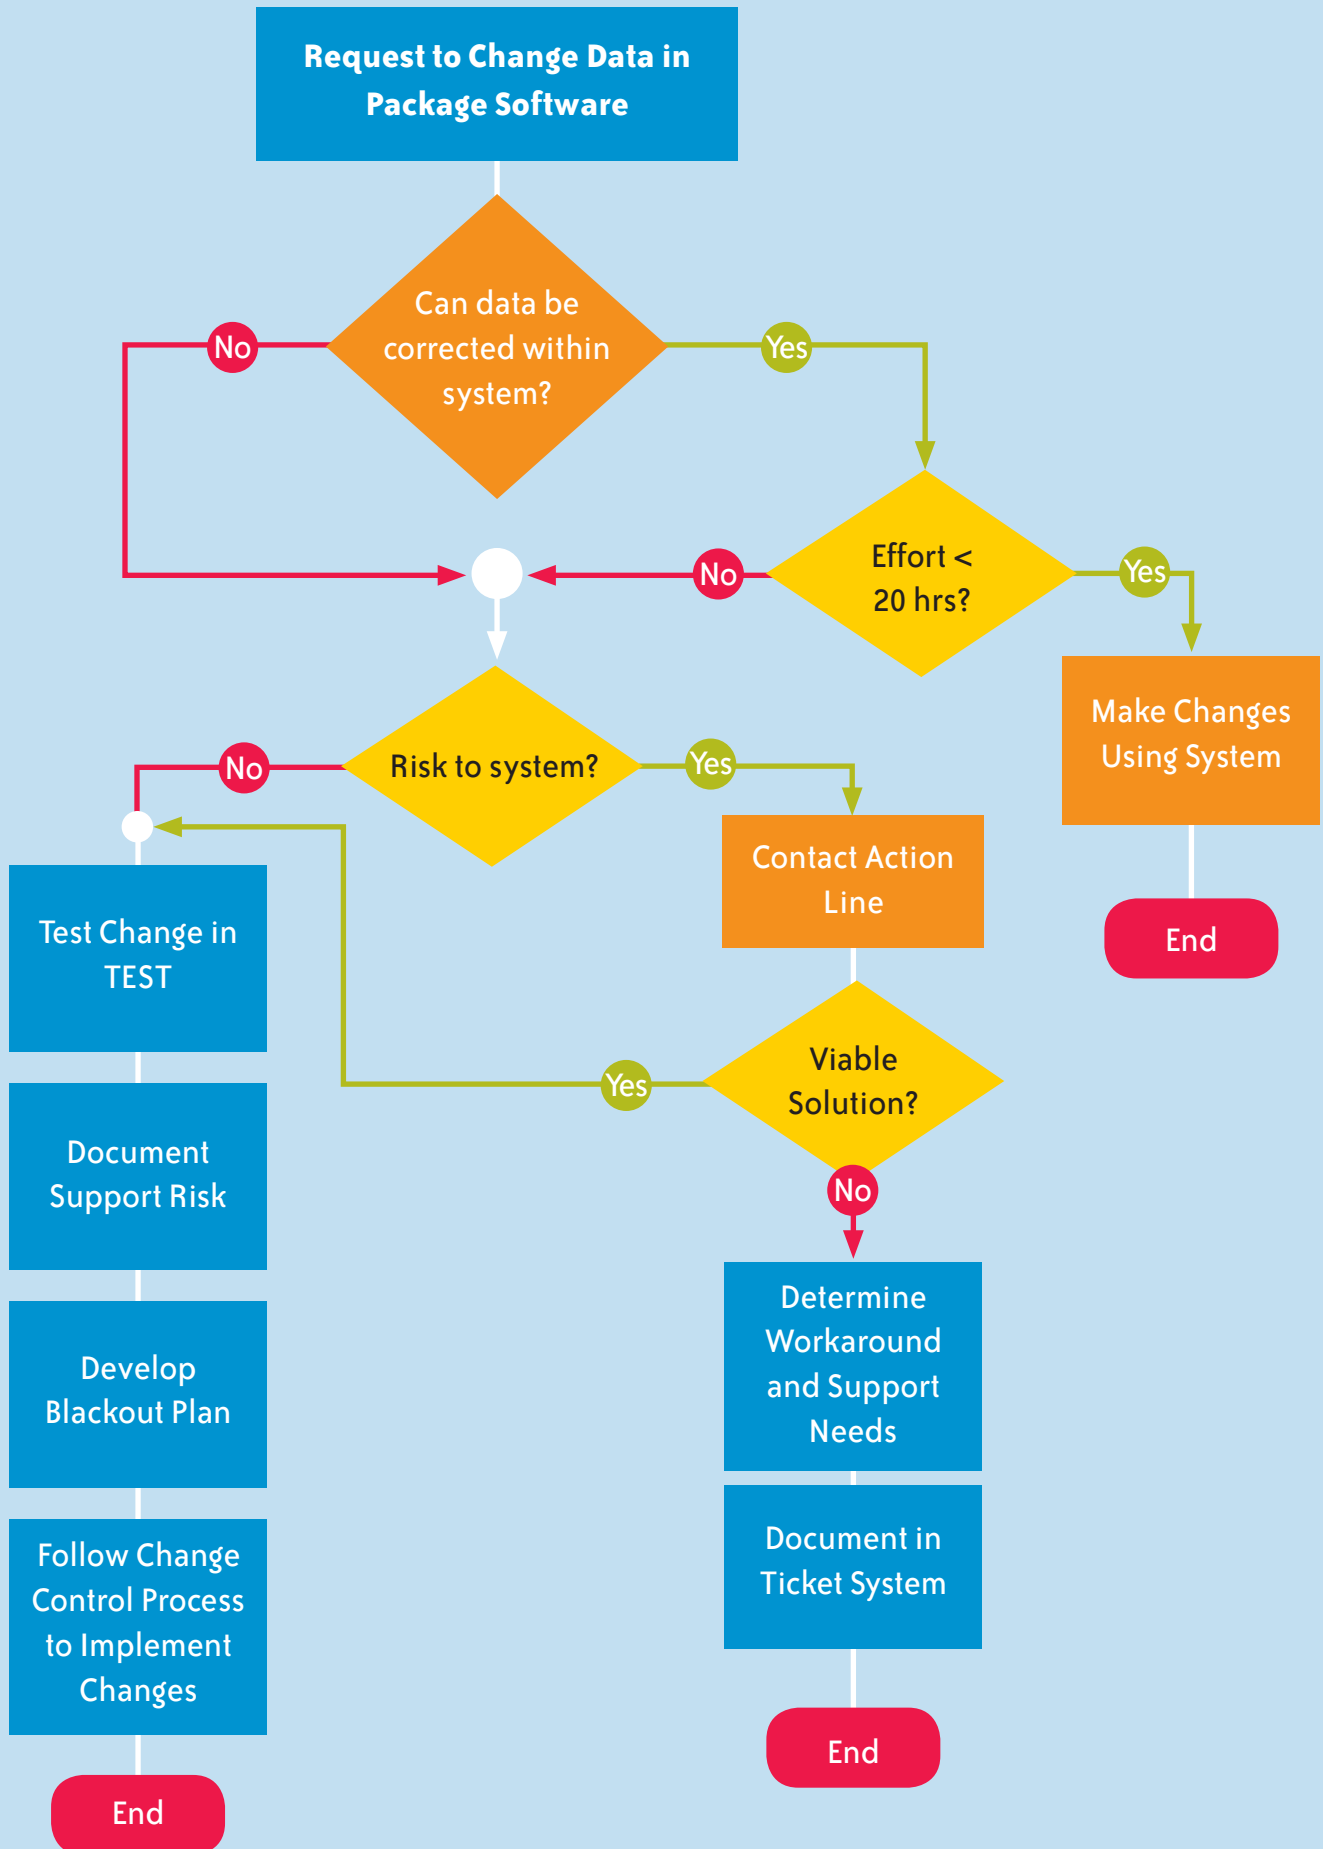 Request to Change Data in
Package Software
Can data be
corrected within
system?
No
Yes
Effort <
20 hrs?
No
Yes
Make Changes
Using System
End
Risk to system?
No
Yes
Contact Action
Line
Viable
Solution?
Yes
No
Test Change in
TEST
Document
Support Risk
Develop
Blackout Plan
Follow Change
Control Process
to Implement
Changes
End
Determine
Workaround
and Support
Needs
Document in
Ticket System
End